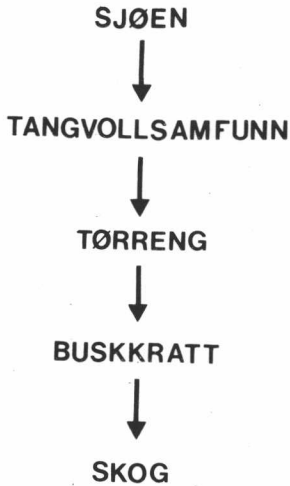 SJØEN
TANGVOLLSAMFUNN
TØRRENG
BUSKKRATT
SKOG